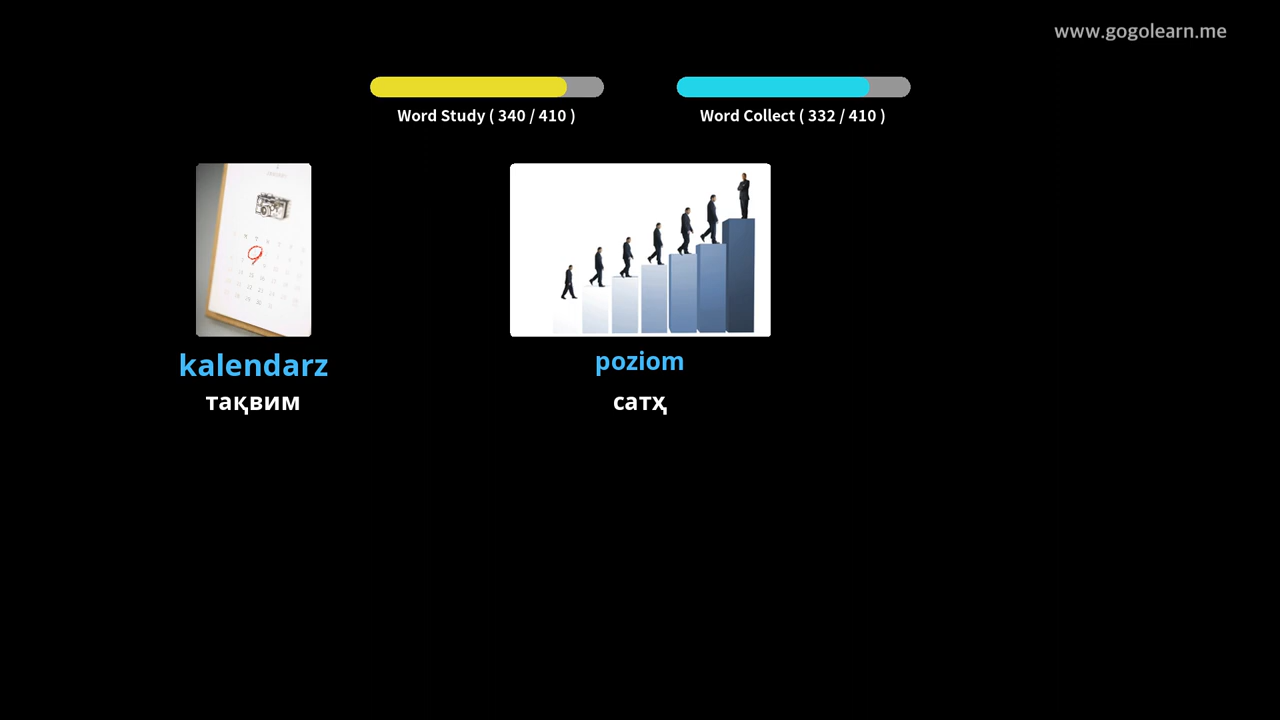 www.gogolearn.me
Word Study ( 340 / 410 )
Word Collect ( 332 / 410 )
kalendarz
poziom
тақвим
сатҳ